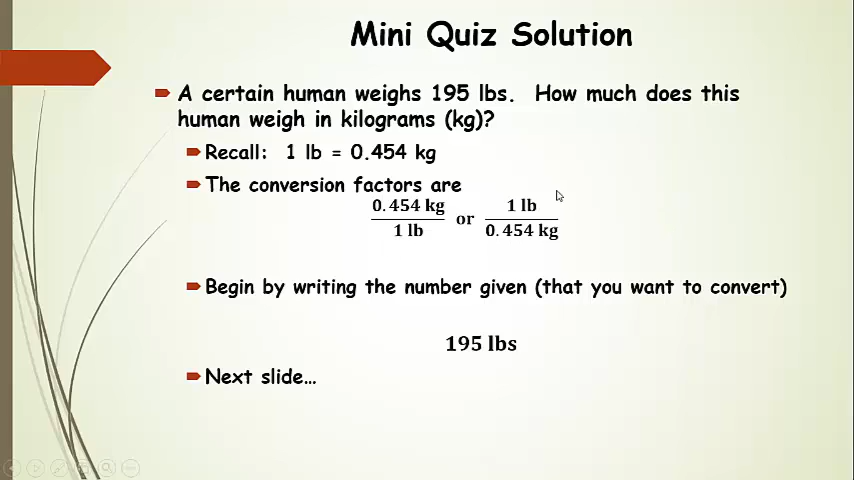 Mini Quiz Solution
A certain human weighs 195 lbs. How much does this
human weigh in kilograms (kg)?
Recall: 1 lb = 0.454 kg
The conversion factors are
0.454 kg / 1 lb or 1 lb / 0.454 kg
Begin by writing the number given (that you want to convert)
195 lbs
Next slide…